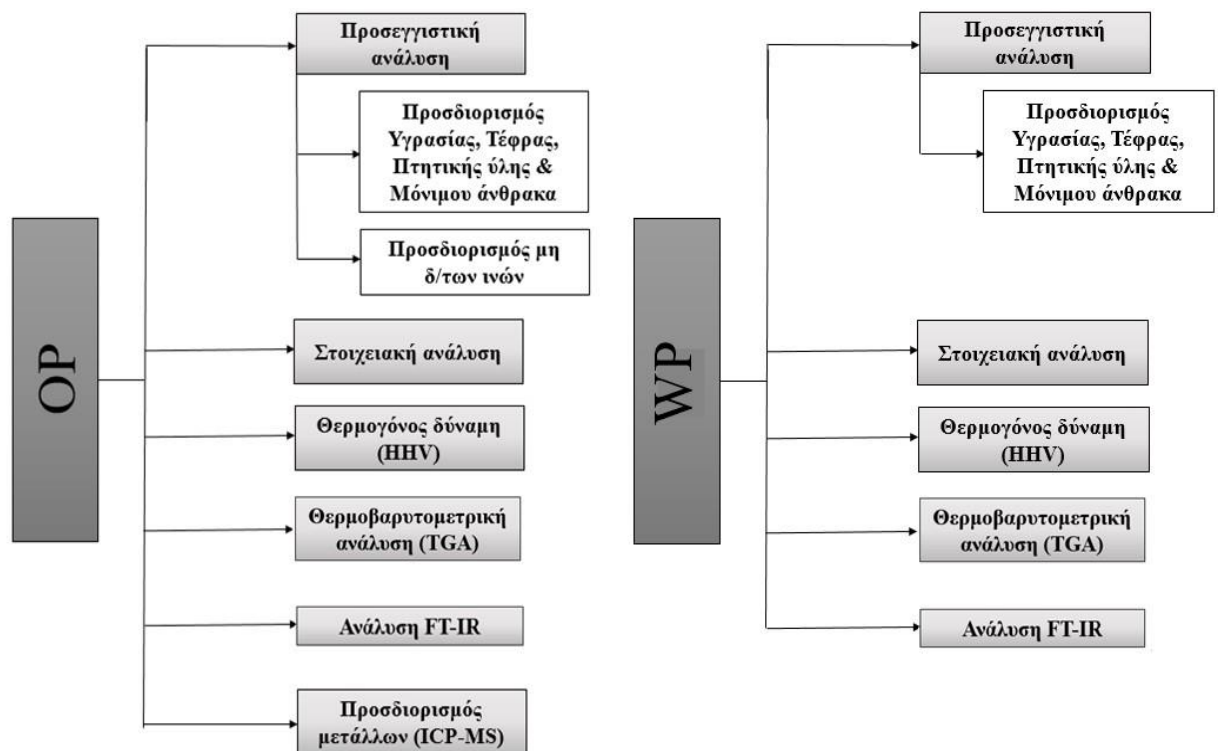 OP
Προσεγγιστική
ανάλυση
Προσδιορισμός
Υγρασίας, Τέφρας,
Πτητικής ύλης &
Μόνιμου άνθρακα
Προσδιορισμός μη
δ/των ινών
Στοιχειακή ανάλυση
Θερμογόνος δύναμη
(HHV)
Θερμοβαρυτομετρική
ανάλυση (TGA)
Ανάλυση FT-IR
Προσδιορισμός
μετάλλων (ICP-MS)
WP
Προσεγγιστική
ανάλυση
Προσδιορισμός
Υγρασίας, Τέφρας,
Πτητικής ύλης &
Μόνιμου άνθρακα
Στοιχειακή ανάλυση
Θερμογόνος δύναμη
(HHV)
Θερμοβαρυτομετρική
ανάλυση (TGA)
Ανάλυση FT-IR